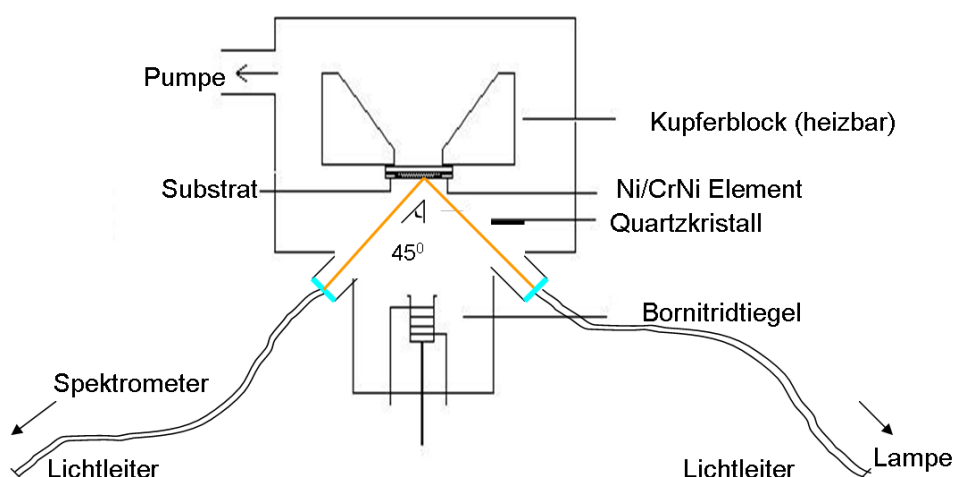 Pumpe
Kupferblock (heizbar)
Substrat
Ni/CrNi Element
Quartzkristall
45⁰
Bornitridtiegel
Spektrometer
Lampe
Lichtleiter
Lichtleiter